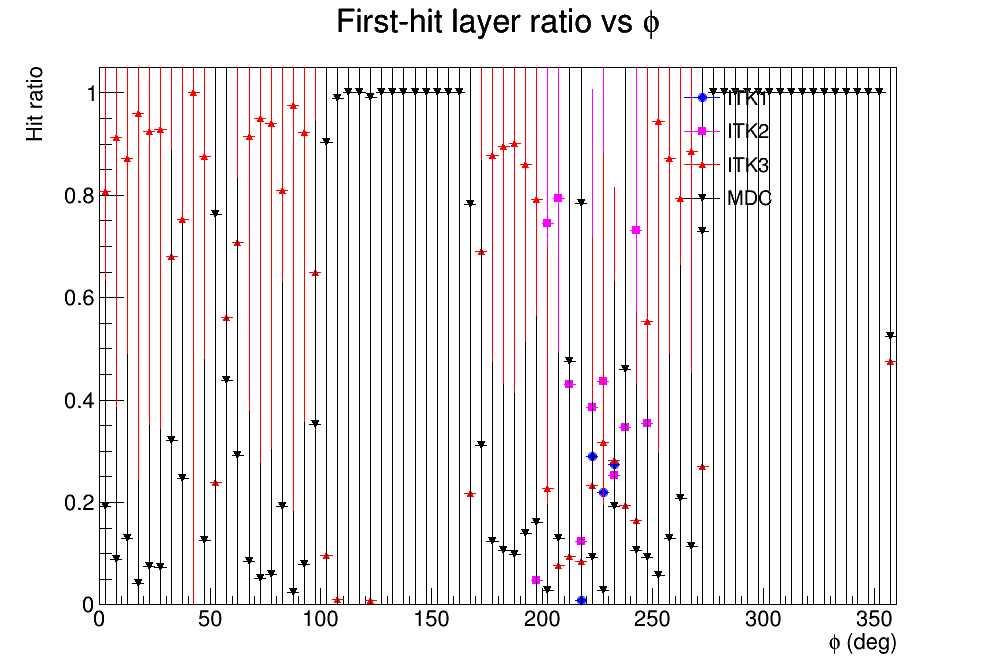 First-hit layer ratio vs ϕ
Hit ratio
1
0.8
0.6
0.4
0.2
0
0 50 100 150 200 250 300 350
ϕ (deg)
ITK1
ITK2
ITK3
MDC